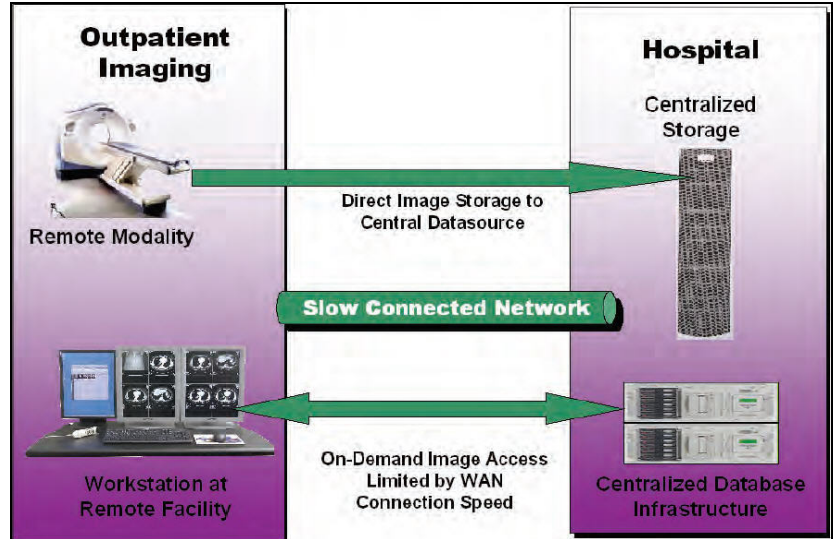 Outpatient
Imaging
Remote Modality
Workstation at
Remote Facility
Direct Image Storage to
Central Datasource
Slow Connected Network
On-Demand Image Access
Limited by WAN
Connection Speed
Hospital
Centralized
Storage
Centralized Database
Infrastructure